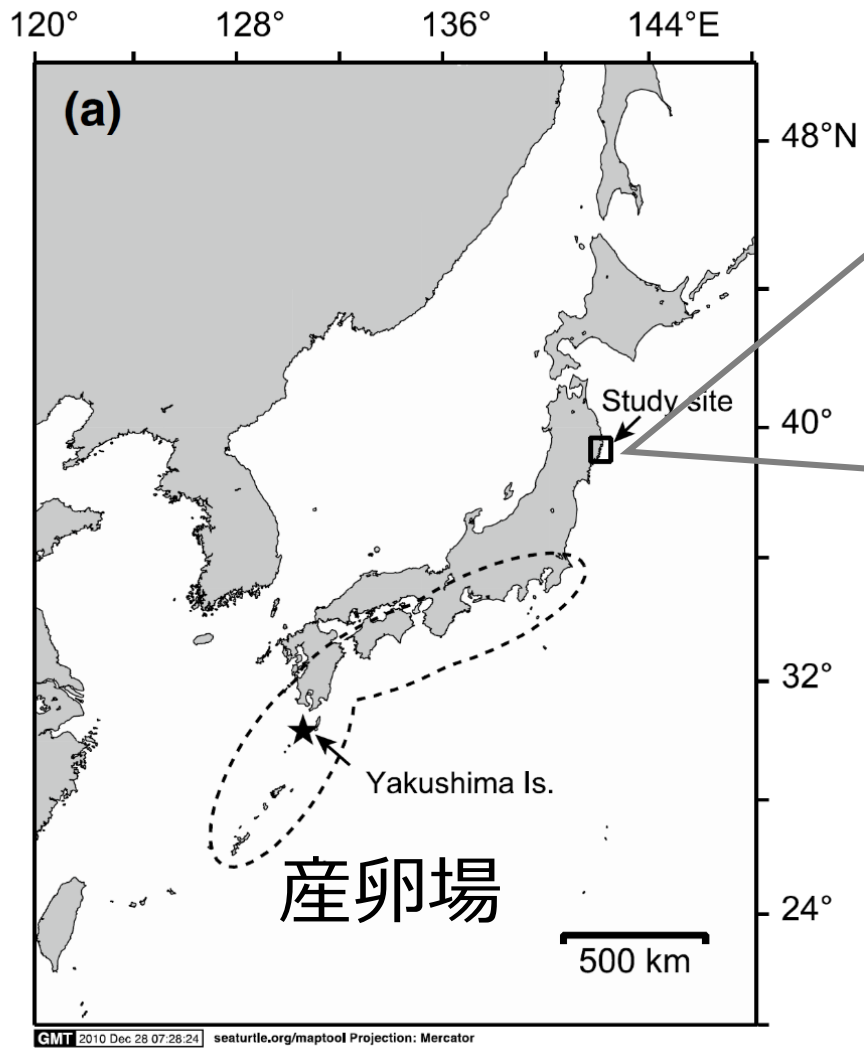 120° 128° 136° 144°E
(a)
48°N
Study site
40°
32°
Yakushima Is.
産卵場
24°
500 km
GMT 2010 Dec 28 07:28:24 seaturtle.org/maptool Projection: Mercator